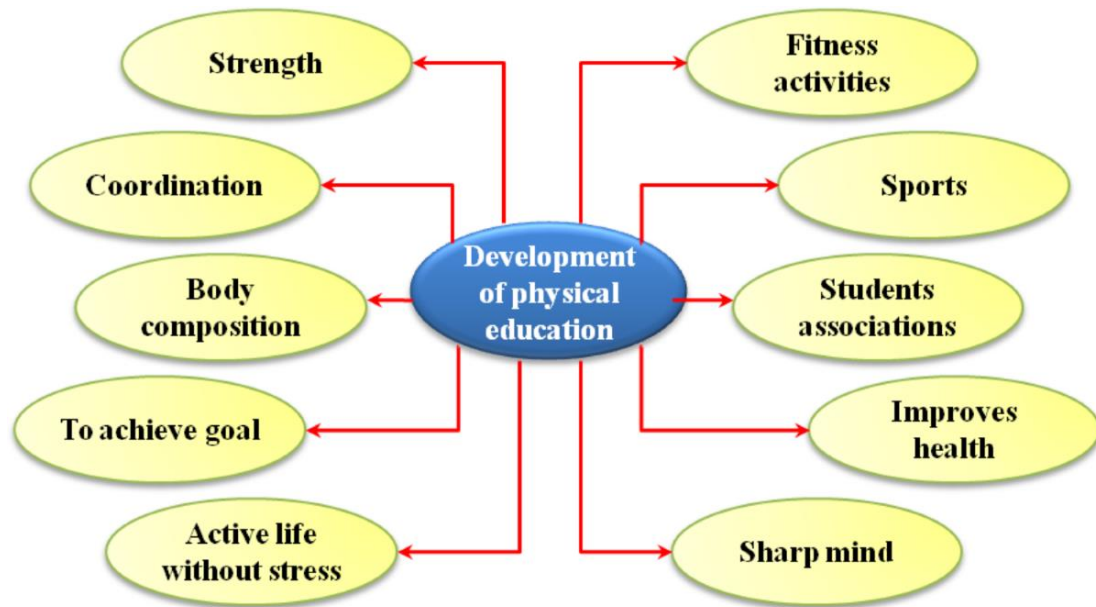 Strength
Fitness
activities
Coordination
Sports
Development
of physical
education
Body
composition
Students
associations
To achieve goal
Improves
health
Active life
without stress
Sharp mind